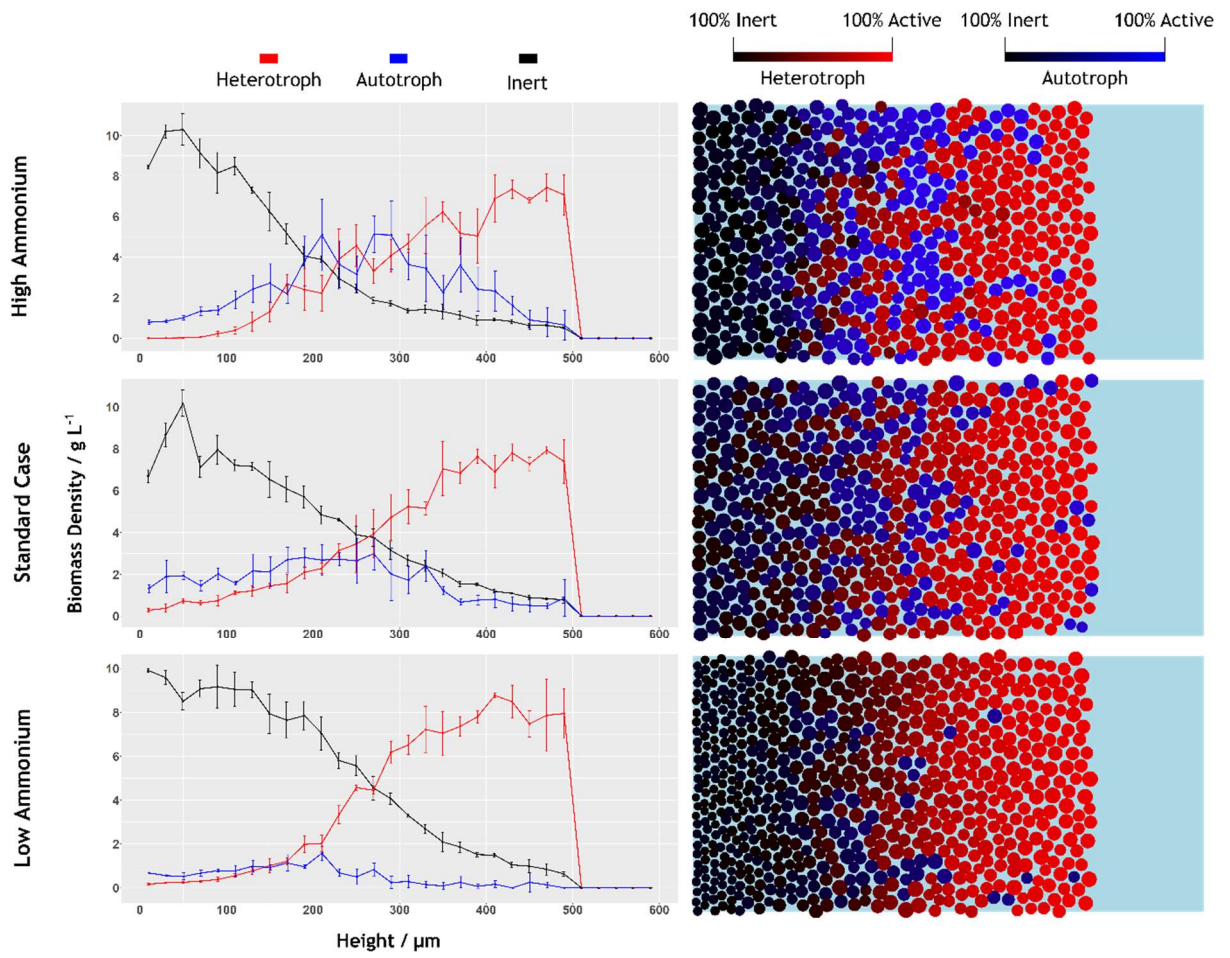 100% Inert 100% Active 100% Inert 100% Active
Heterotroph Autotroph Inert
Heterotroph Autotroph
High Ammonium
10
8
6
4
2
0
0 100 200 300 400 500 600
Standard Case
Biomass Density / g L⁻¹
10
8
6
4
2
0
0 100 200 300 400 500 600
Low Ammonium
10
8
6
4
2
0
0 100 200 300 400 500 600
Height / µm